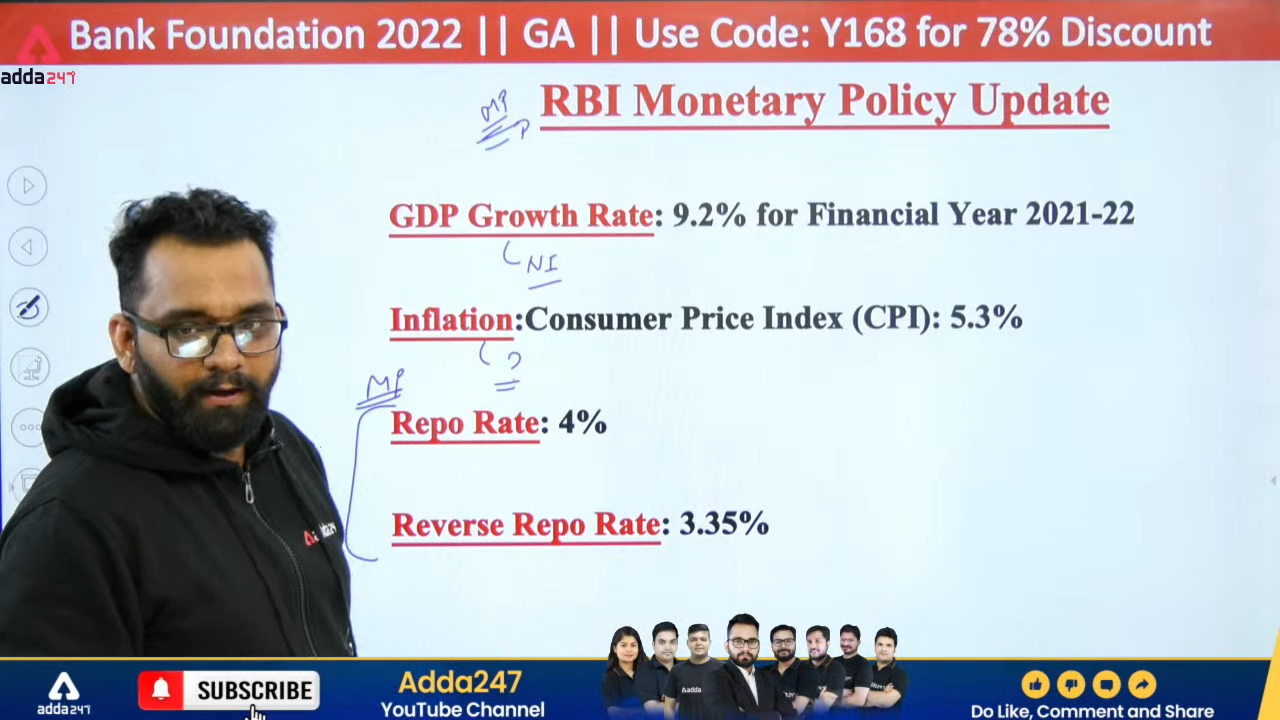 Bank Foundation 2022 || GA || Use Code: Y168 for 78% Discount
adda247
MP
RBI Monetary Policy Update
GDP Growth Rate: 9.2% for Financial Year 2021-22
NI
Inflation:Consumer Price Index (CPI): 5.3%
?
MP
Repo Rate: 4%
Reverse Repo Rate: 3.35%
adda247
SUBSCRIBE
Adda247
YouTube Channel
adda
Do Like, Comment and Share